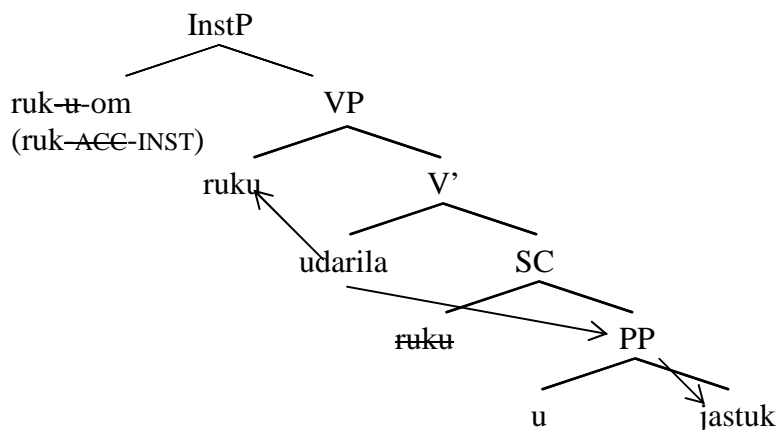 InstP
ruk-u-om VP
(ruk-ACC-INST)
ruku V’
udarila SC
ruku PP
u jastuk